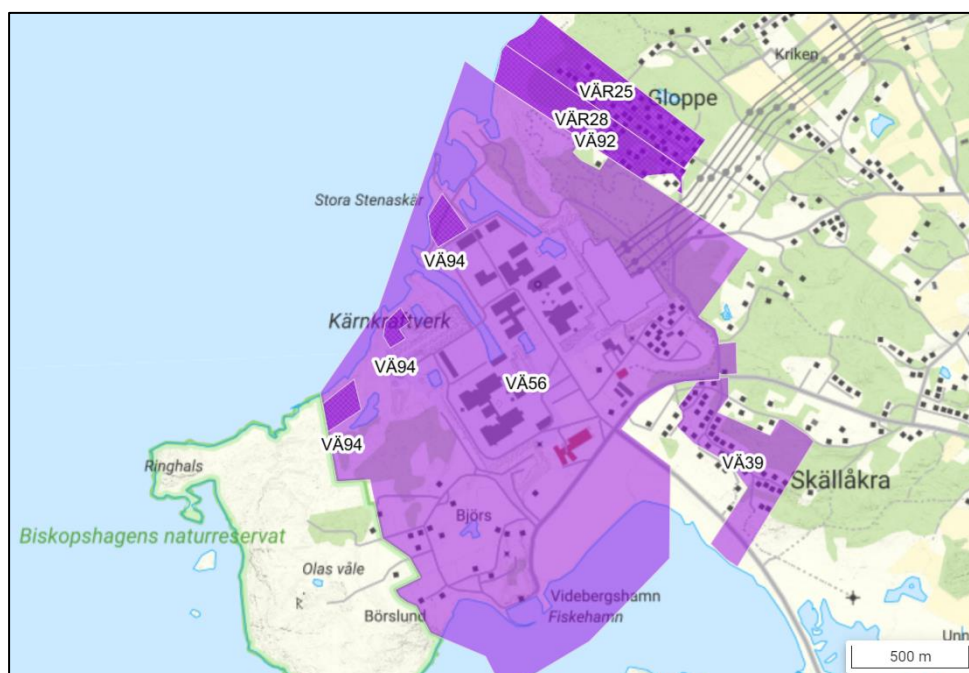 Kriken
VÄR25
Gloppe
VÄR28
VÄ92
Stora Stenaskär
VÄ94
Kärnkraftverk
VÄ94
VÄ56
VÄ94
VÄ39
Ringhals
Skällåkra
Björs
Biskopshagens naturreservat
Olas våle
R
Videbergshamn
Börslund
Fiskehamn
Unn
500 m